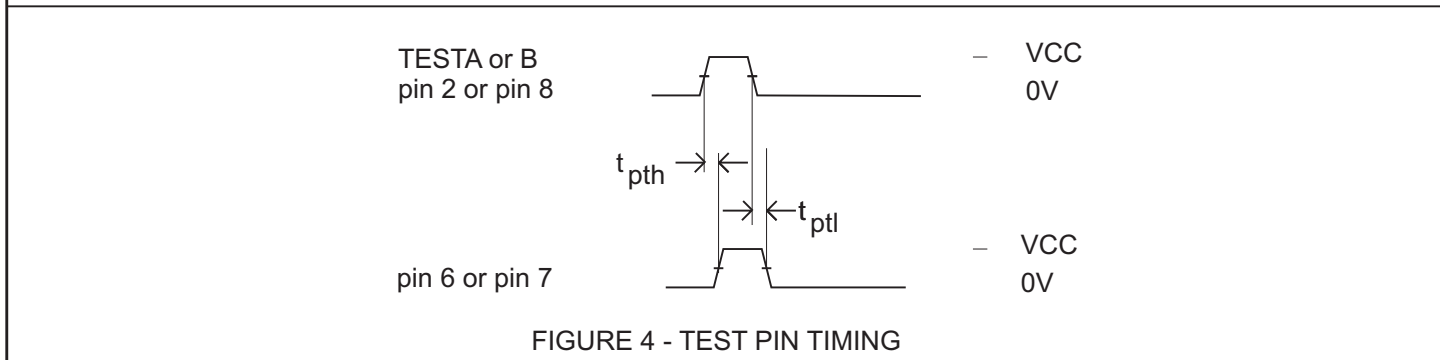 TESTA or B
pin 2 or pin 8
– VCC
0V
t pth
t ptl
pin 6 or pin 7
– VCC
0V
FIGURE 4 - TEST PIN TIMING